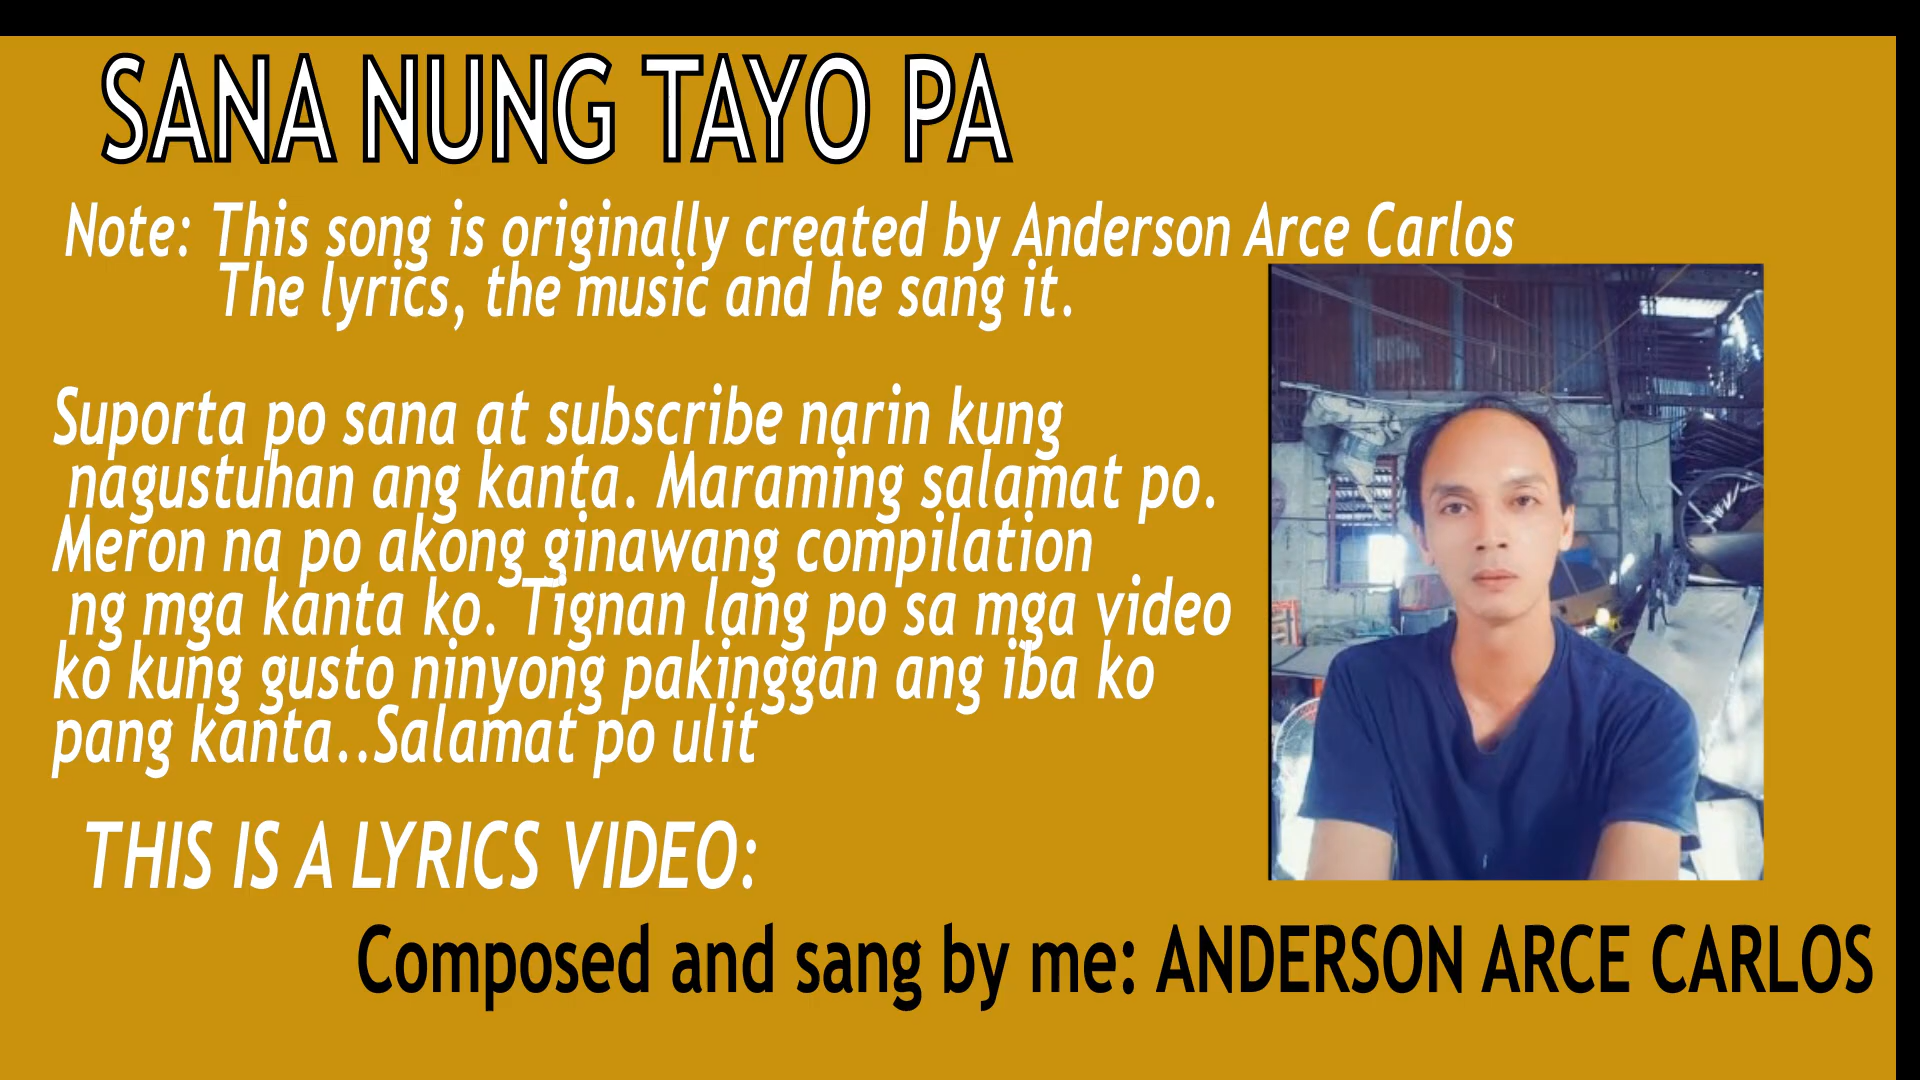 SANA NUNG TAYO PA
Note: This song is originally created by Anderson Arce Carlos
The lyrics, the music and he sang it.
Suporta po sana at subscribe narin kung
nagustuhan ang kanta. Maraming salamat po.
Meron na po akong ginawang compilation
ng mga kanta ko. Tignan lang po sa mga video
ko kung gusto ninyong pakinggan ang iba ko
pang kanta..Salamat po ulit
THIS IS A LYRICS VIDEO:
Composed and sang by me: ANDERSON ARCE CARLOS